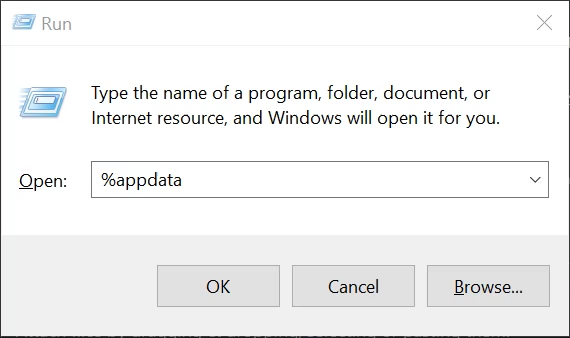 Run
Type the name of a program, folder, document, or
Internet resource, and Windows will open it for you.
Open: %appdata
OK Cancel Browse...